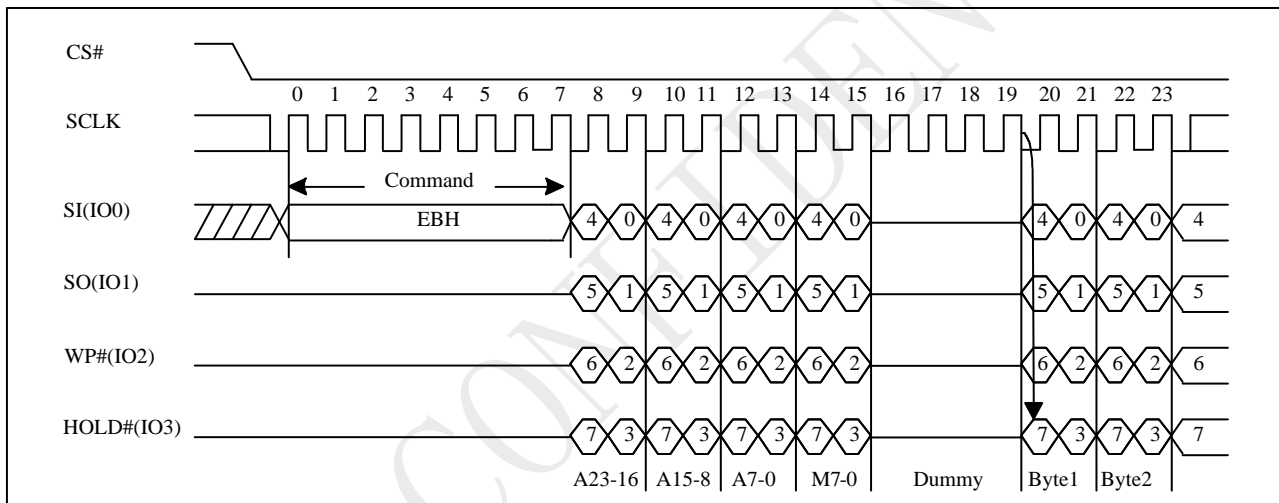 CS#
0 1 2 3 4 5 6 7 8 9 10 11 12 13 14 15 16 17 18 19 20 21 22 23
SCLK
Command
SI(IO0) EBH 4 0 4 0 4 0 4 0 4 0 4 0 4
SO(IO1) 5 1 5 1 5 1 5 1 5 1 5 1 5
WP#(IO2) 6 2 6 2 6 2 6 2 6 2 6 2 6
HOLD#(IO3) 7 3 7 3 7 3 7 3 7 3 7 3 7
A23-16 A15-8 A7-0 M7-0 Dummy Byte1 Byte2
CONFIDEN